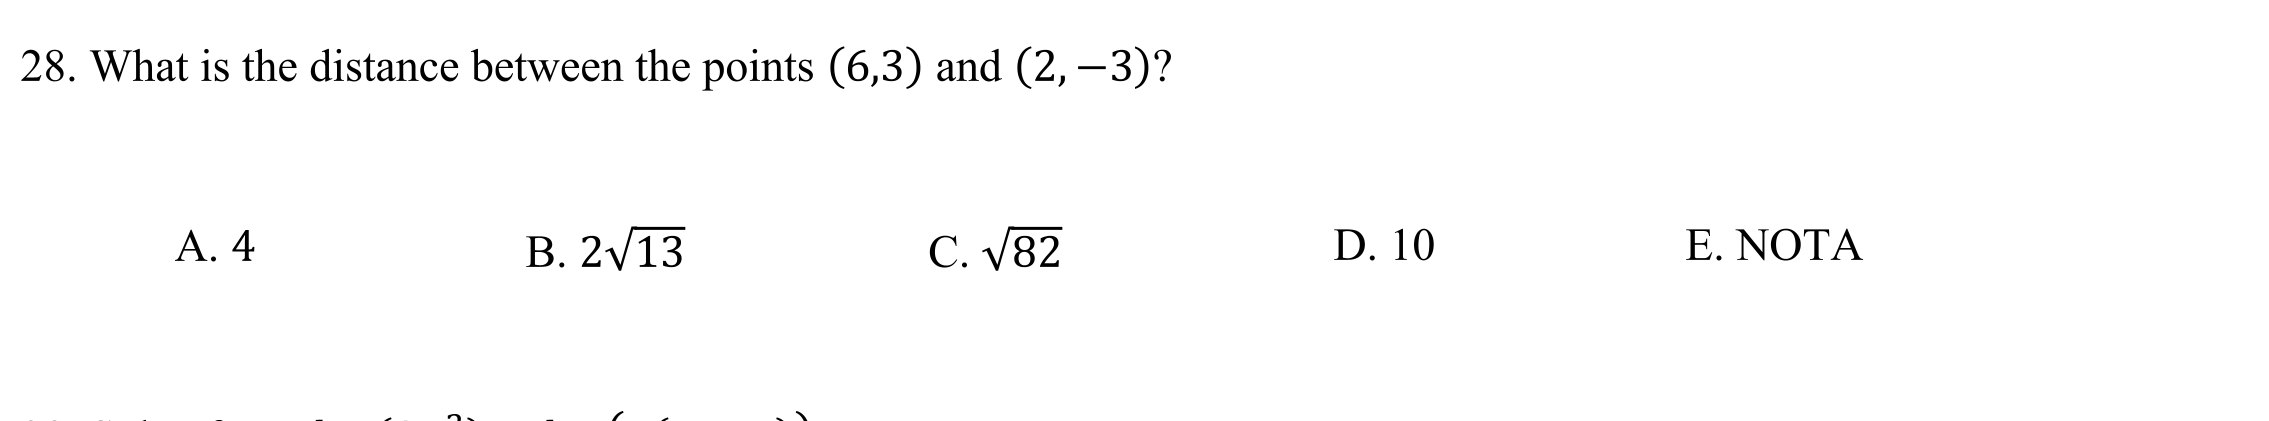 28. What is the distance between the points (6,3) and (2, −3)?
A. 4 B. 2√13 C. √82 D. 10 E. NOTA